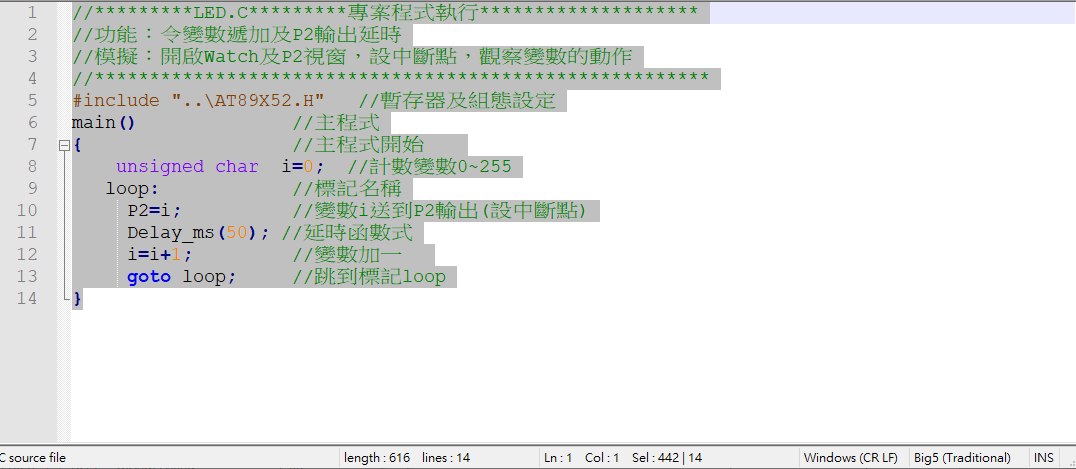 1 //*********LED.C*********專案程式執行********************
2 //功能：令變數遞加及P2輸出延時
3 //模擬：開啟Watch及P2視窗，設中斷點，觀察變數的動作
4 //********************************************************
5 #include "..\AT89X52.H"   //暫存器及組態設定
6 main()              //主程式
7 {                   //主程式開始
8     unsigned char  i=0;  //計數變數0~255
9    loop:            //標記名稱
10      P2=i;          //變數i送到P2輸出(設中斷點)
11      Delay_ms(50); //延時函數式
12      i=i+1;         //變數加一
13      goto loop;     //跳到標記loop
14 }
C source file length : 616 lines : 14 Ln : 1 Col : 1 Sel : 442 | 14 Windows (CR LF) Big5 (Traditional) INS